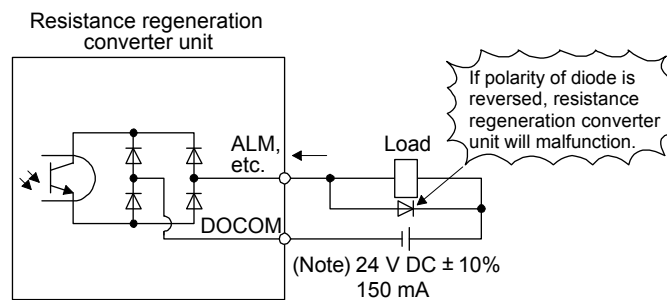 Resistance regeneration
converter unit
If polarity of diode is
reversed, resistance
regeneration converter
unit will malfunction.
ALM,
etc.
Load
DOCOM
(Note) 24 V DC ± 10%
150 mA